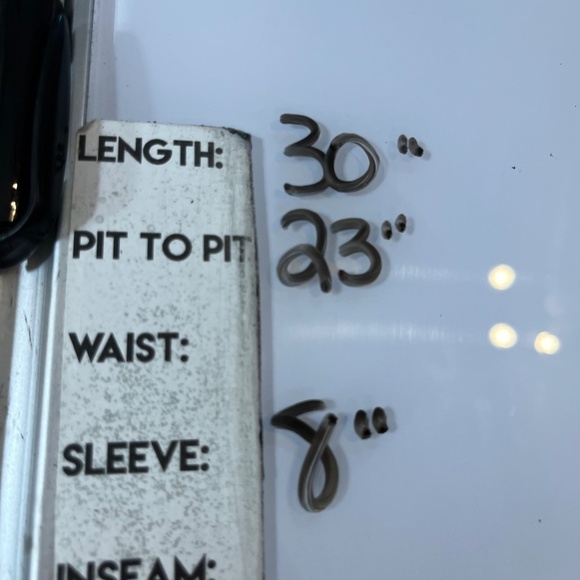 LENGTH: 30"
PIT TO PIT 23"
WAIST:
SLEEVE: 8"
INSEAM: